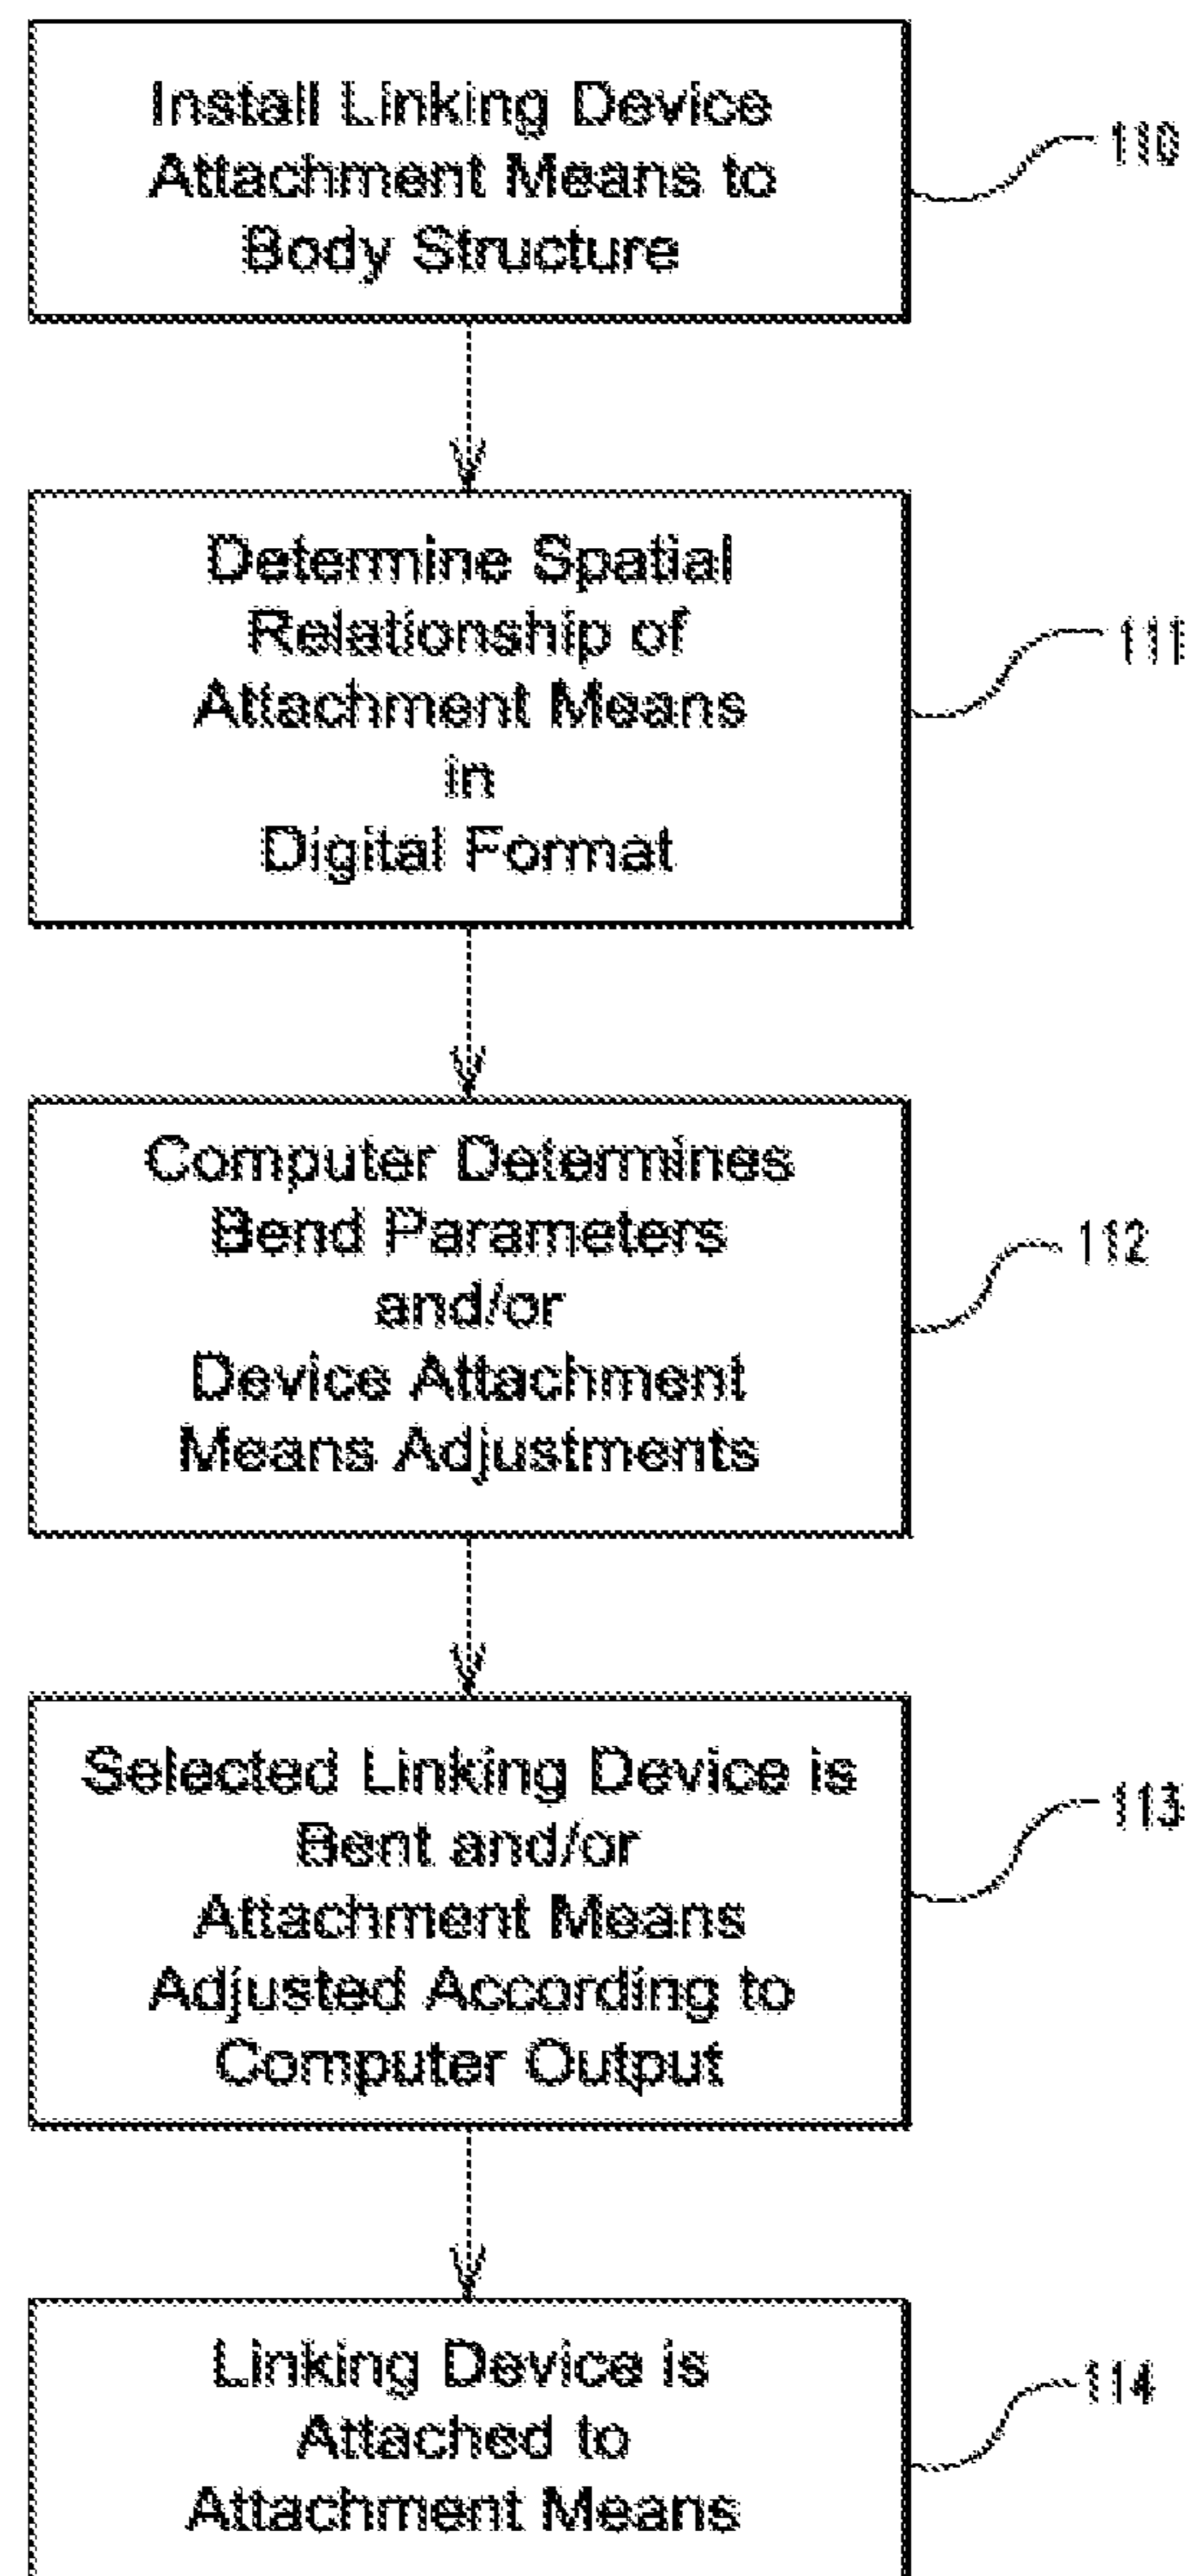 Install Linking Device
Attachment Means to
Body Structure
110
Determine Spatial
Relationship of
Attachment Means
in
Digital Format
111
Computer Determines
Bend Parameters
and/or
Device Attachment
Means Adjustments
112
Selected Linking Device is
Bent and/or
Attachment Means
Adjusted According to
Computer Output
113
Linking Device is
Attached to
Attachment Means
114